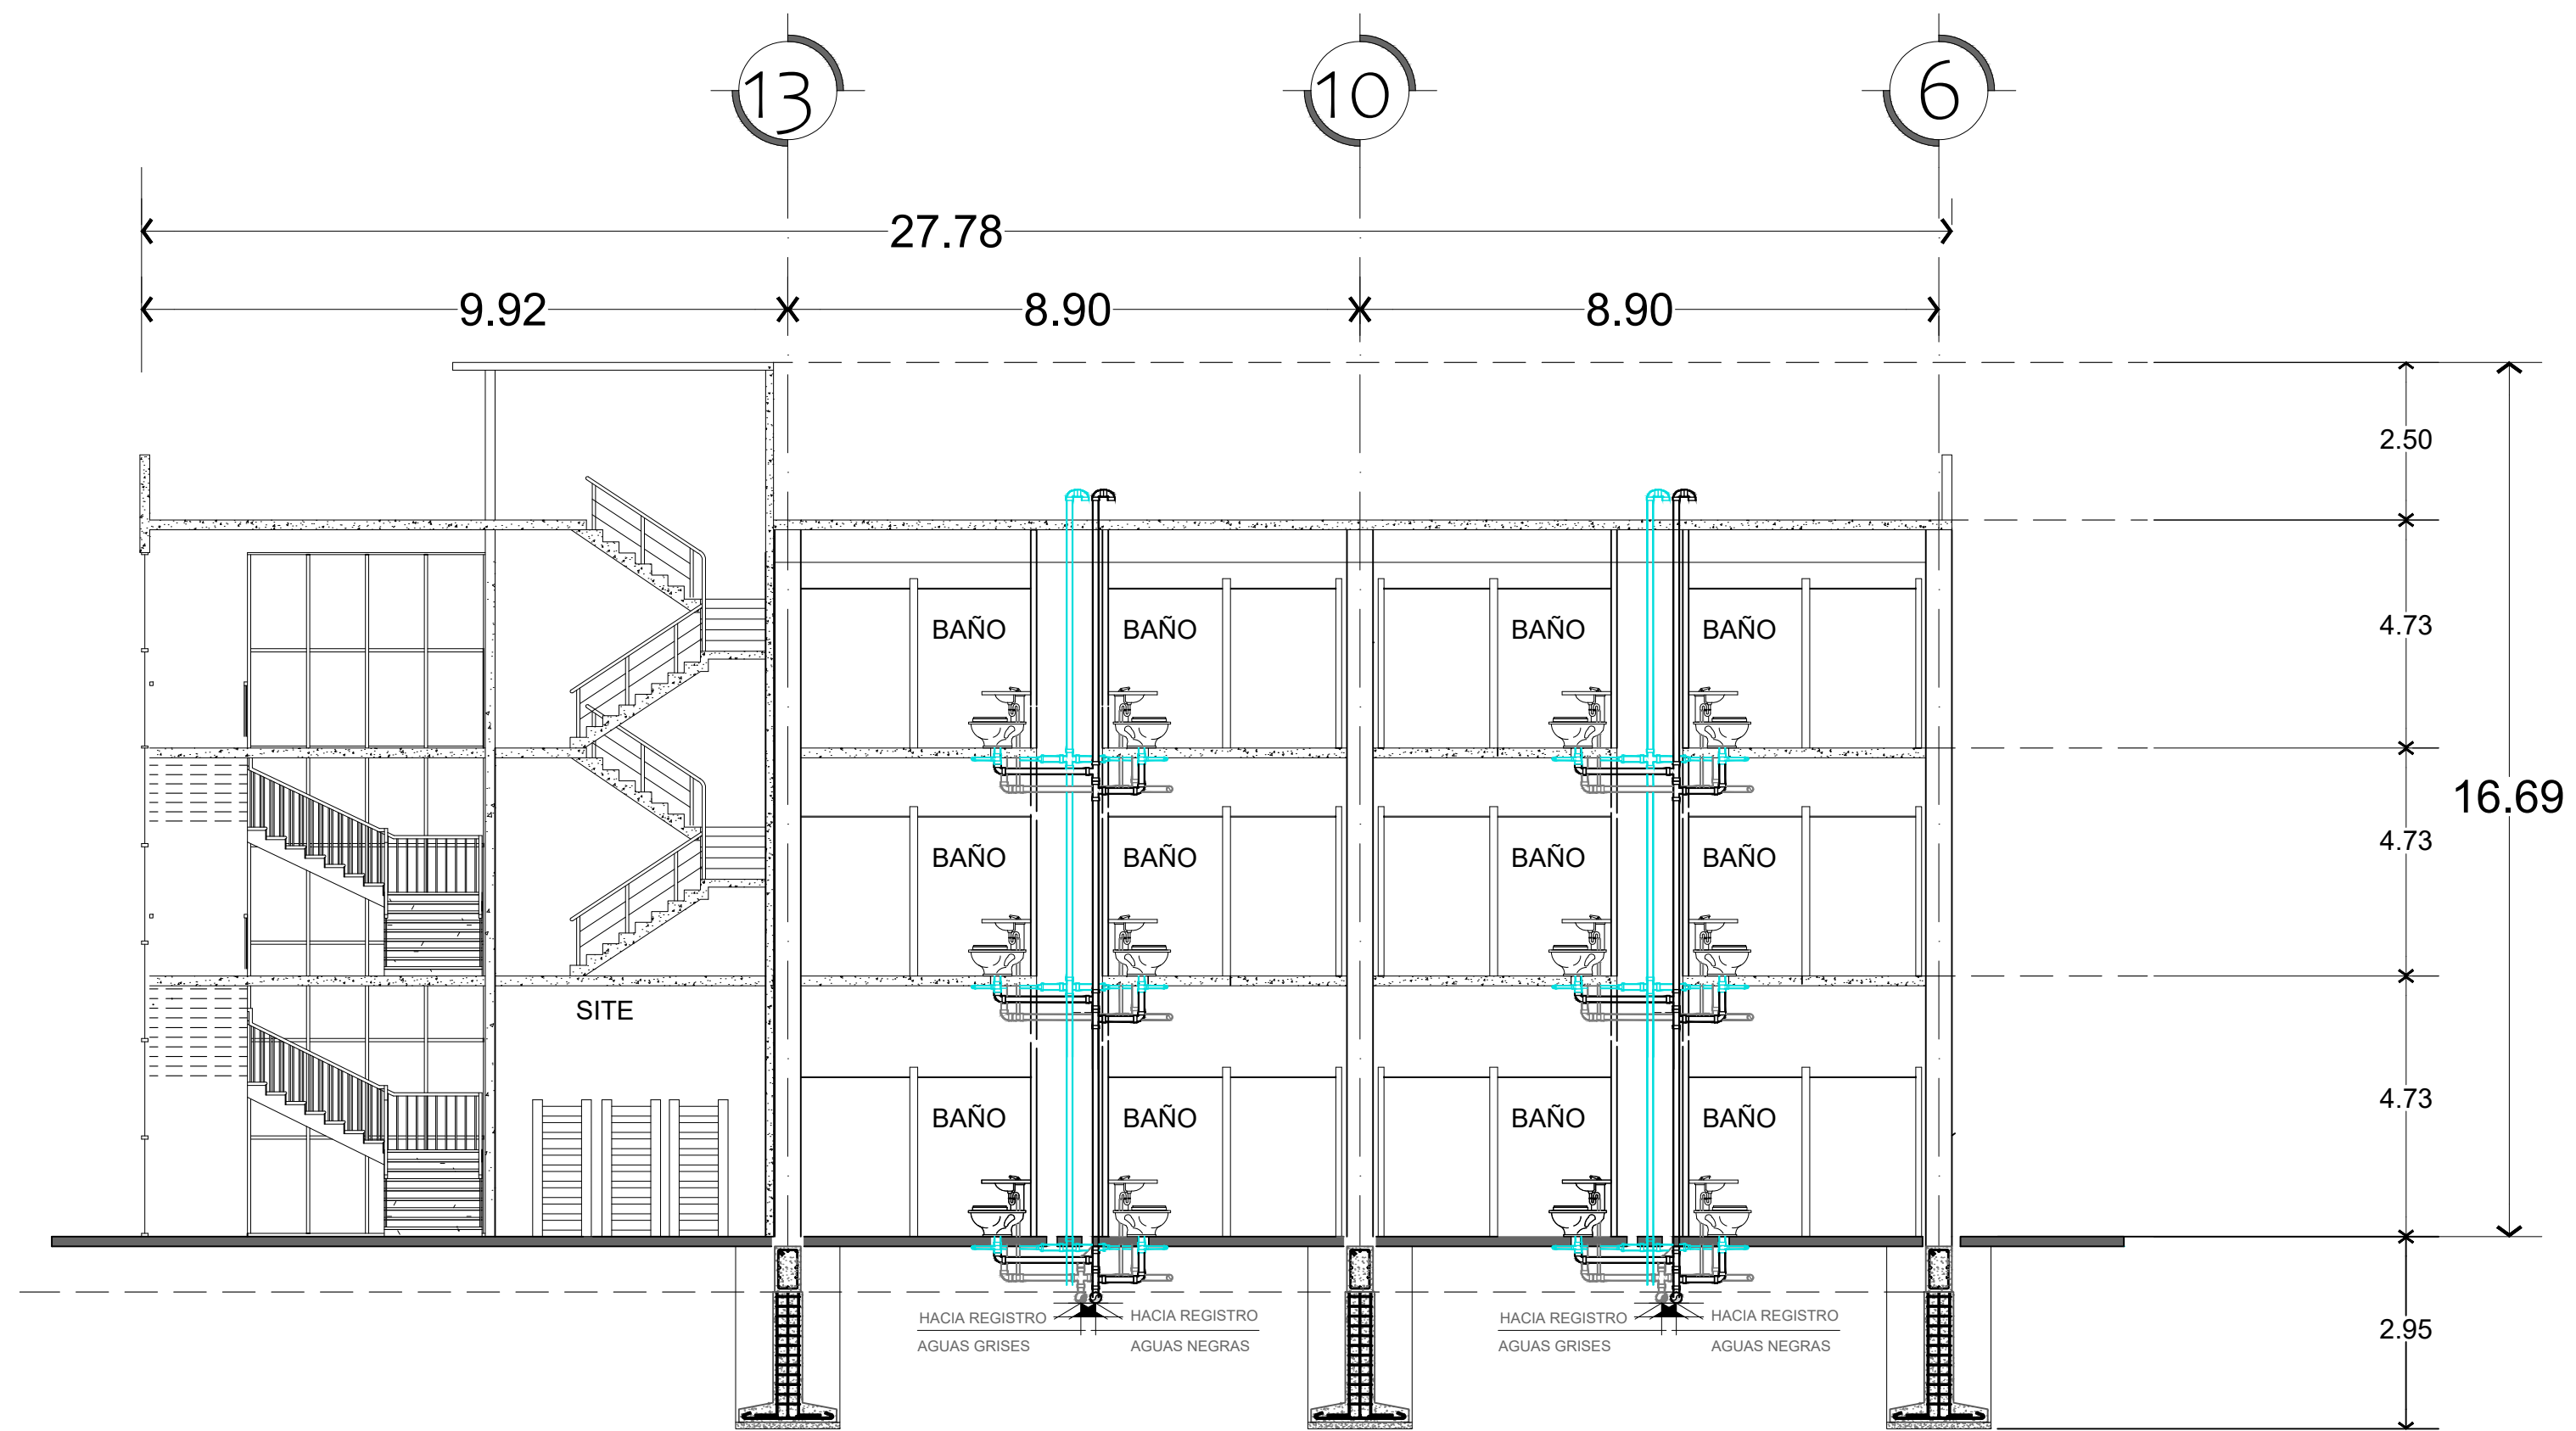 13
10
6
27.78
9.92
8.90
8.90
2.50
BAÑO
BAÑO
BAÑO
BAÑO
4.73
16.69
BAÑO
BAÑO
BAÑO
BAÑO
4.73
SITE
BAÑO
BAÑO
BAÑO
BAÑO
4.73
HACIA REGISTRO
AGUAS GRISES
HACIA REGISTRO
AGUAS NEGRAS
HACIA REGISTRO
AGUAS GRISES
HACIA REGISTRO
AGUAS NEGRAS
2.95